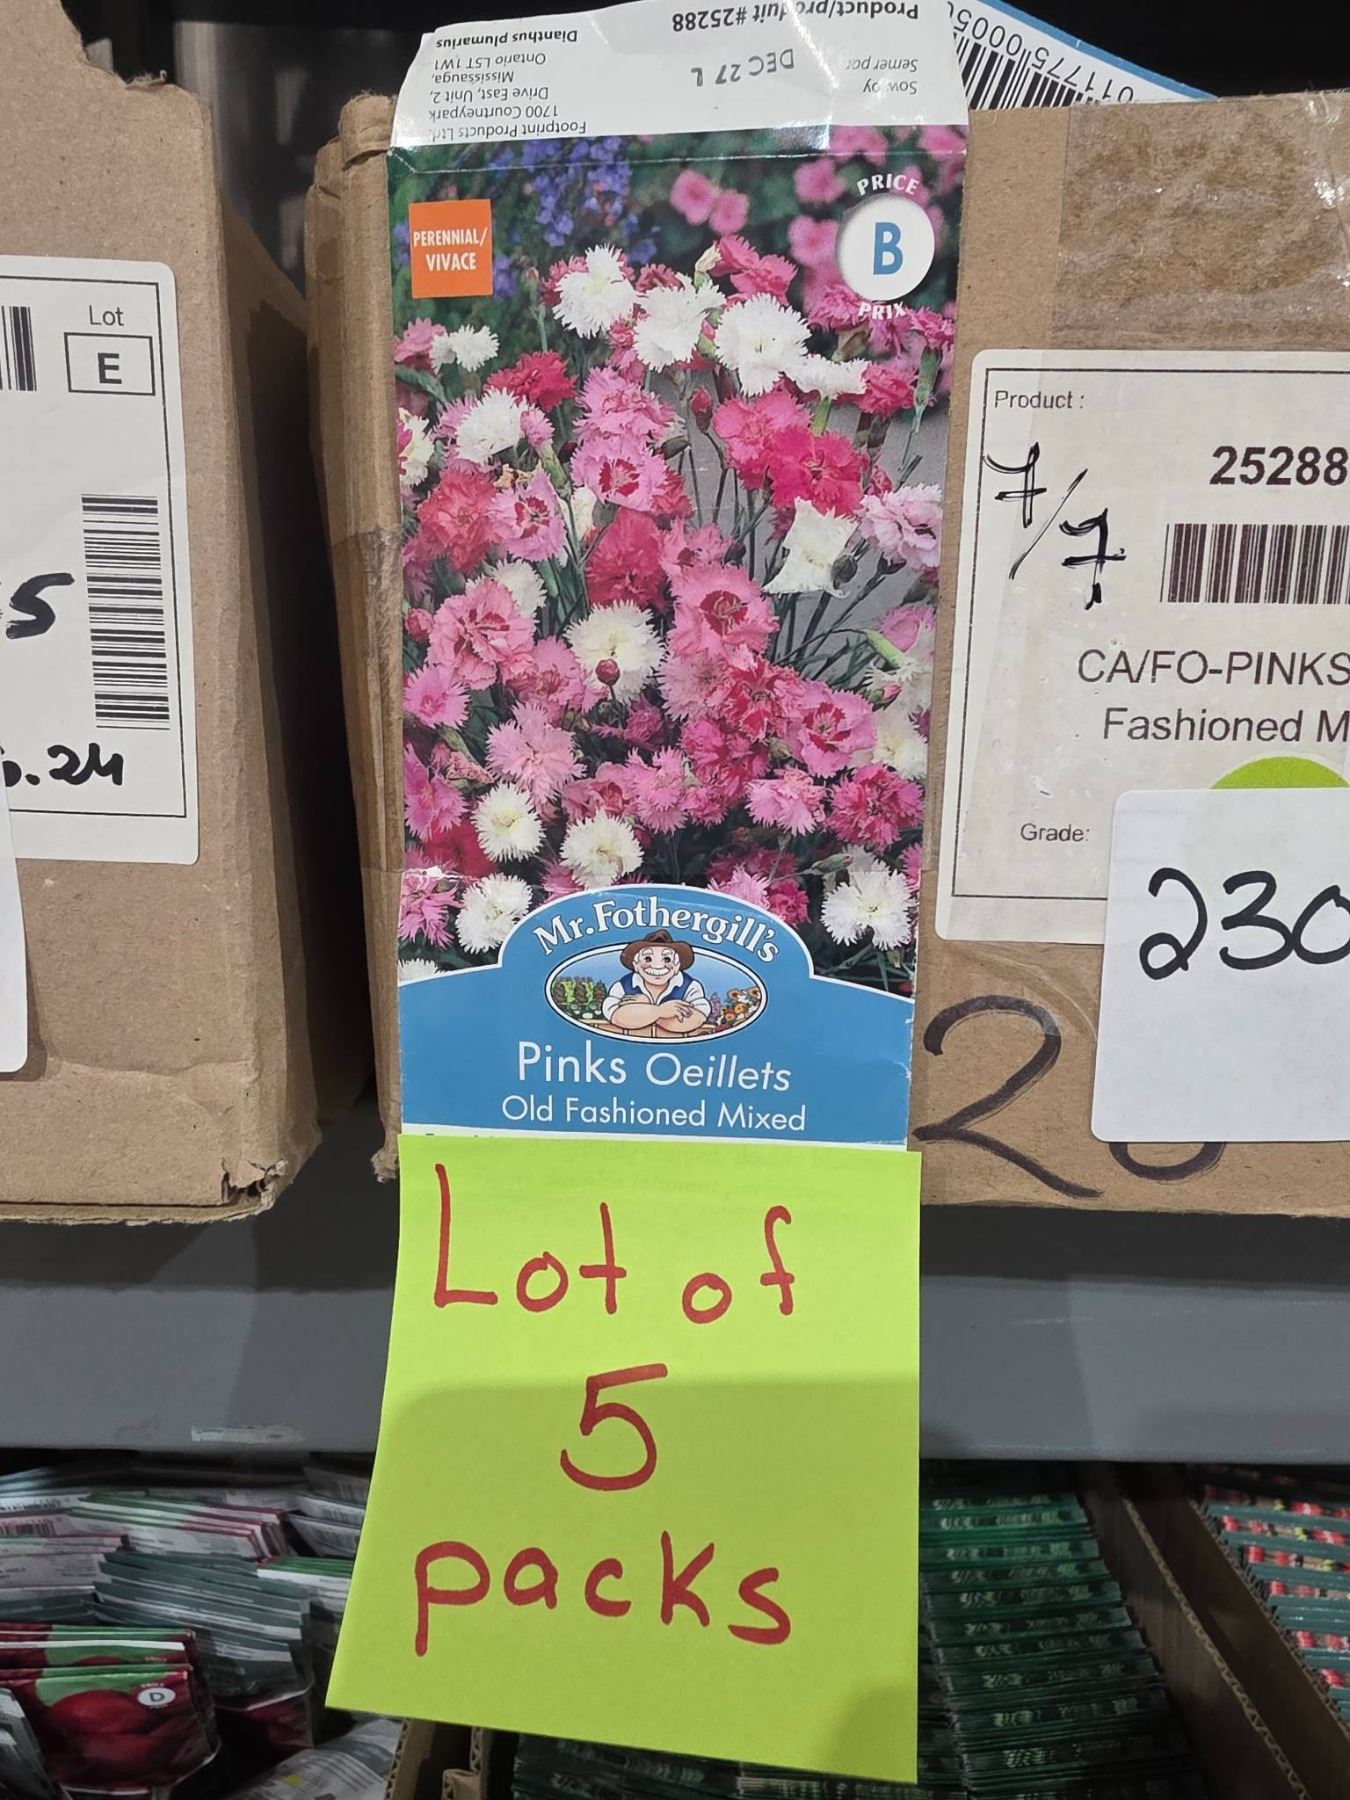 Product/produit #25288
Dianthus plumarius
DEC 27 L
Sow by
Semer par
Footprint Products Ltd.
1700 Courtneypark
Drive East, Unit 2,
Mississauga,
Ontario L5T 1W1
PERENNIAL/
VIVACE
PRICE
B
PRIX
Mr. Fothergill's
Pinks Oeillets
Old Fashioned Mixed
Lot of
5
packs
Lot
E
5
.24
Product :
25288
7/7
CA/FO-PINKS
Fashioned M
Grade:
230
2
D